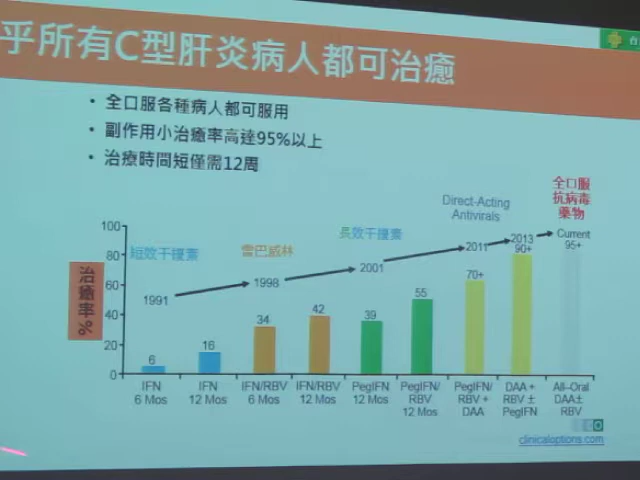 乎所有C型肝炎病人都可治癒
• 全口服各種病人都可服用
• 副作用小治癒率高達95%以上
• 治療時間短僅需12周
全口服
抗病毒
藥物
Direct-Acting
Antivirals
短效干擾素
雷巴威林
長效干擾素
1991
1998
2001
2011
2013
Current
治癒率%
100
80
60
40
20
0
6
16
34
42
39
55
70+
90+
95+
IFN
6 Mos
IFN
12 Mos
IFN/RBV
6 Mos
IFN/RBV
12 Mos
PegIFN
12 Mos
PegIFN/
RBV
12 Mos
PegIFN/
RBV +
DAA
DAA +
RBV ±
PegIFN
All-Oral
DAA±
RBV
clinicaloptions.com